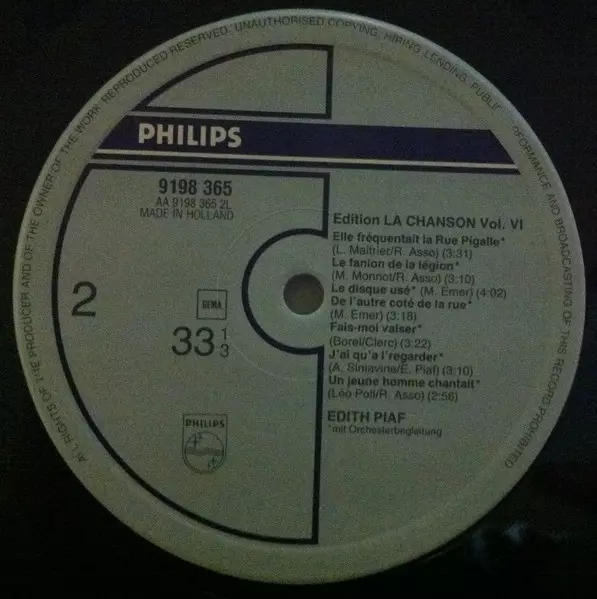 ALL RIGHTS OF THE PRODUCER AND OF THE OWNER OF THE WORK REPRODUCED RESERVED. UNAUTHORISED COPYING, HIRING, LENDING, PUBLIC PERFORMANCE AND BROADCASTING OF THIS RECORD PROHIBITED
PHILIPS
9198 365
AA 9198 365 2L
MADE IN HOLLAND
2
GEMA
33 1/3
PHILIPS
Edition LA CHANSON Vol. VI
Elle fréquentait la Rue Pigalle*
(L. Maitrier/R. Asso) (3:31)
Le fanion de la légion*
(M. Monnot/R. Asso) (3:10)
Le disque usé* (M. Emer) (4:02)
De l'autre coté de la rue*
(M. Emer) (3:18)
Fais-moi valser*
(Borel/Clerc) (3:22)
J'ai qu'a l'regarder*
(A. Siniavine/E. Piaf) (3:10)
Un jeune homme chantait*
(Léo Poll/R. Asso) (2:56)
EDITH PIAF
*mit Orchesterbegleitung